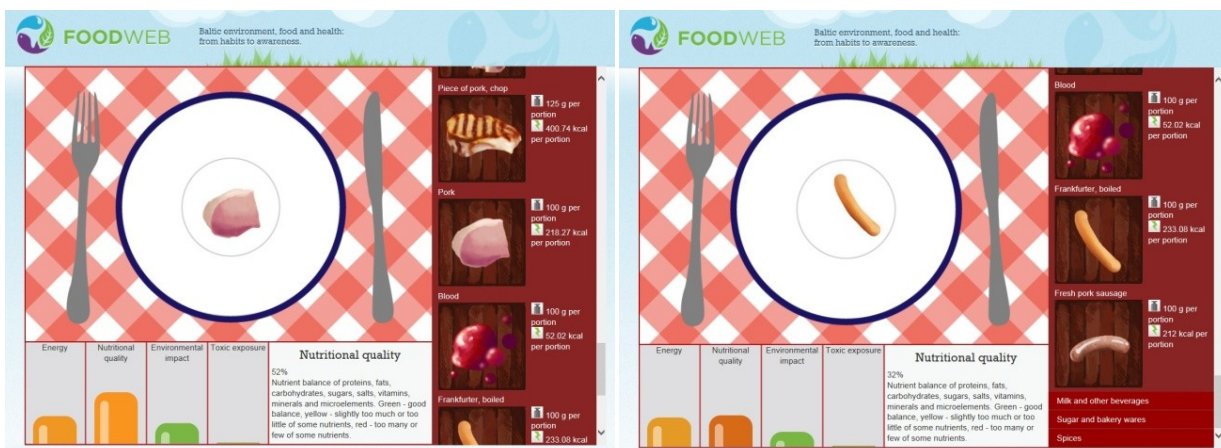 FOODWEB
Baltic environment, food and health:
from habits to awareness.
Piece of pork, chop
125 g per
portion
400.74 kcal
per portion
Pork
100 g per
portion
218.27 kcal
per portion
Blood
100 g per
portion
52.02 kcal
per portion
Frankfurter, boiled
100 g per
portion
233.08 kcal
Energy
Nutritional
quality
Environmental
impact
Toxic exposure
Nutritional quality
52%
Nutrient balance of proteins, fats,
carbohydrates, sugars, salts, vitamins,
minerals and microelements. Green - good
balance, yellow - slightly too much or too
little of some nutrients, red - too many or
few of some nutrients.
FOODWEB
Baltic environment, food and health:
from habits to awareness.
Blood
100 g per
portion
52.02 kcal
per portion
Frankfurter, boiled
100 g per
portion
233.08 kcal
per portion
Fresh pork sausage
100 g per
portion
212 kcal per
portion
Milk and other beverages
Sugar and bakery wares
Spices
Energy
Nutritional
quality
Environmental
impact
Toxic exposure
Nutritional quality
32%
Nutrient balance of proteins, fats,
carbohydrates, sugars, salts, vitamins,
minerals and microelements. Green - good
balance, yellow - slightly too much or too
little of some nutrients, red - too many or
few of some nutrients.